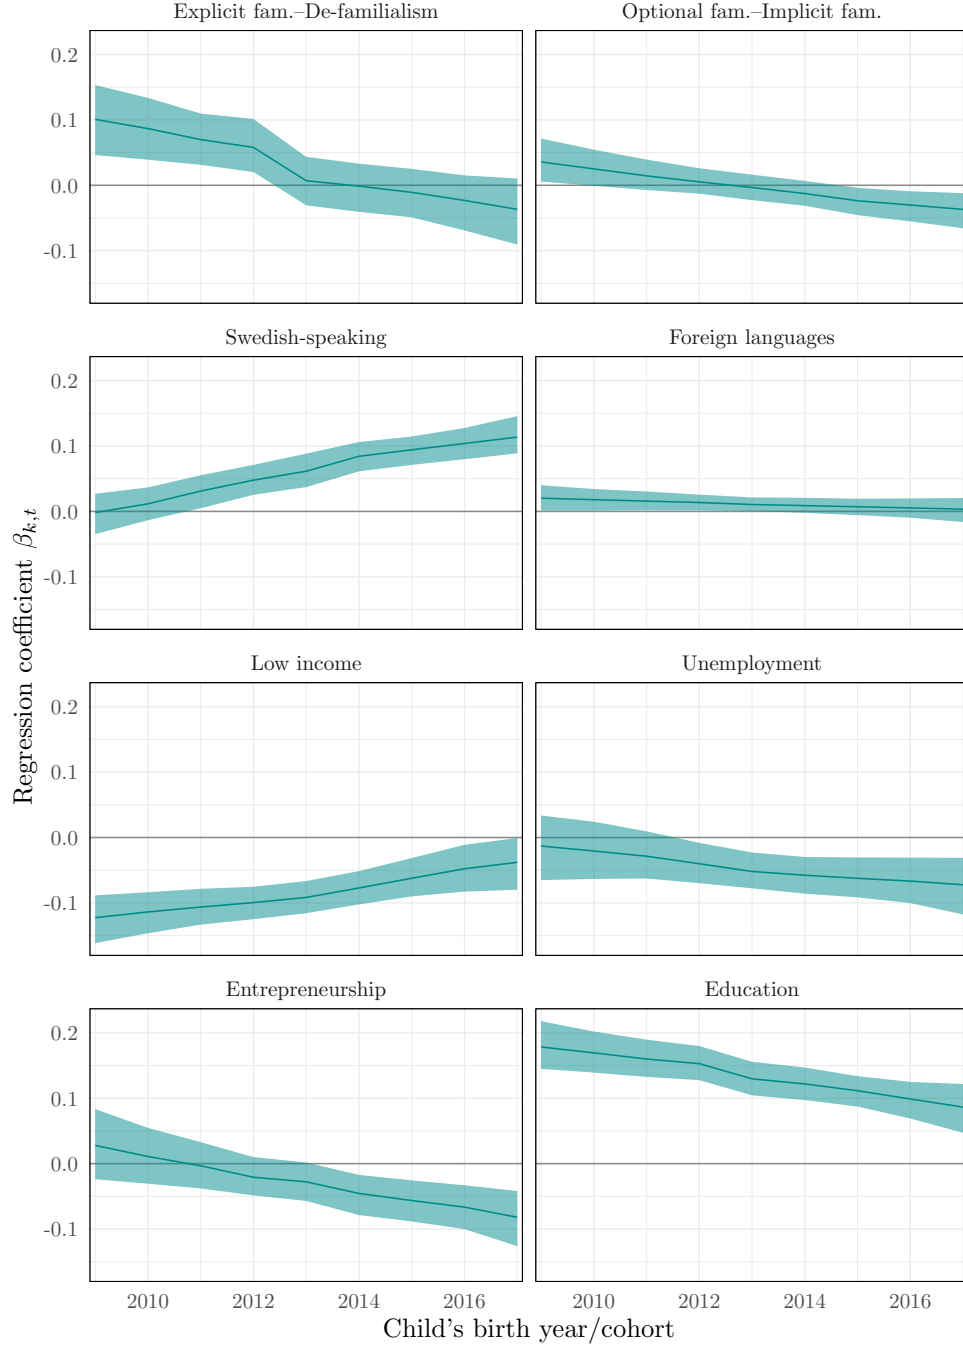 Explicit fam.–De-familialism
Optional fam.–Implicit fam.
0.2
0.1
0.0
-0.1
Swedish-speaking
Foreign languages
0.2
0.1
0.0
-0.1
Low income
Unemployment
0.2
0.1
0.0
-0.1
Entrepreneurship
Education
0.2
0.1
0.0
-0.1
2010 2012 2014 2016
2010 2012 2014 2016
Child's birth year/cohort
Regression coefficient βk,t